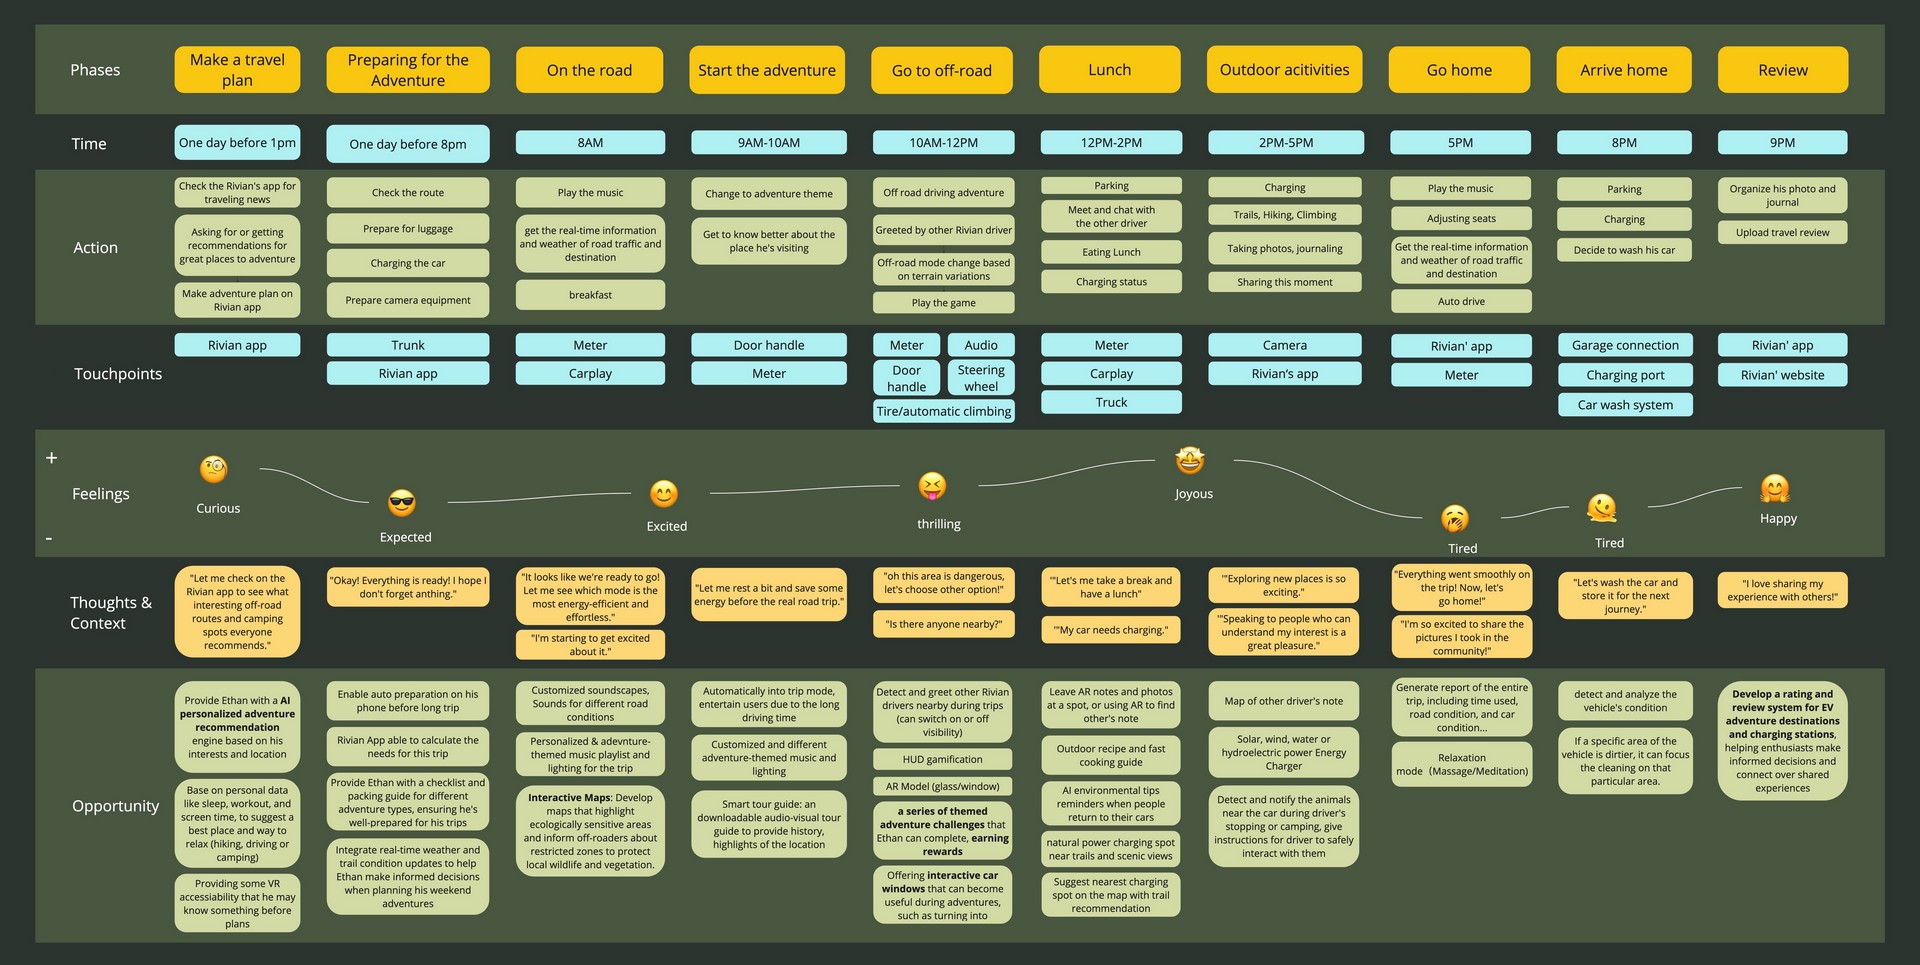 Phases
Make a travel
plan
Preparing for the
Adventure
On the road
Start the adventure
Go to off-road
Lunch
Outdoor acitivities
Go home
Arrive home
Review
Time
One day before 1pm
One day before 8pm
8AM
9AM-10AM
10AM-12PM
12PM-2PM
2PM-5PM
5PM
8PM
9PM
Action
Check the Rivian's app for
traveling news
Asking for or getting
recommendations for
great places to adventure
Make adventure plan on
Rivian app
Check the route
Prepare for luggage
Charging the car
Prepare camera equipment
Play the music
get the real-time information
and weather of road traffic and
destination
breakfast
Change to adventure theme
Get to know better about the
place he's visiting
Off road driving adventure
Greeted by other Rivian driver
Off-road mode change based
on terrain variations
Play the game
Parking
Meet and chat with
the other driver
Eating Lunch
Charging status
Charging
Trails, Hiking, Climbing
Taking photos, journaling
Sharing this moment
Play the music
Adjusting seats
Get the real-time information
and weather of road traffic
and destination
Auto drive
Parking
Charging
Decide to wash his car
Organize his photo and
journal
Upload travel review
Touchpoints
Rivian app
Trunk
Rivian app
Meter
Carplay
Door handle
Meter
Meter
Audio
Door
handle
Steering
wheel
Tire/automatic climbing
Meter
Carplay
Truck
Camera
Rivian's app
Rivian' app
Meter
Garage connection
Charging port
Car wash system
Rivian' app
Rivian' website
+
Feelings
-
Curious
Expected
Excited
thrilling
Joyous
Tired
Tired
Happy
Thoughts &
Context
"Let me check on the
Rivian app to see what
interesting off-road
routes and camping
spots everyone
recommends."
"Okay! Everything is ready! I hope I
don't forget anthing."
"It looks like we're ready to go!
Let me see which mode is the
most energy-efficient and
effortless."
"I'm starting to get excited
about it."
"Let me rest a bit and save some
energy before the real road trip."
"oh this area is dangerous,
let's choose other option!"
"Is there anyone nearby?"
'"Let's me take a break and
have a lunch"
'"My car needs charging."
'"Exploring new places is so
exciting."
'"Speaking to people who can
understand my interest is a
great pleasure."
"Everything went smoothly on
the trip! Now, let's
go home!"
"I'm so excited to share the
pictures I took in the
community!"
"Let's wash the car and
store it for the next
journey."
"I love sharing my
experience with others!"
Opportunity
Provide Ethan with a AI
personalized adventure
recommendation
engine based on his
interests and location
Base on personal data
like sleep, workout, and
screen time, to suggest a
best place and way to
relax (hiking, driving or
camping)
Providing some VR
accessiability that he may
know something before
plans
Enable auto preparation on his
phone before long trip
Rivian App able to calculate the
needs for this trip
Provide Ethan with a checklist and
packing guide for different
adventure types, ensuring he's
well-prepared for his trips
Integrate real-time weather and
trail condition updates to help
Ethan make informed decisions
when planning his weekend
adventures
Customized soundscapes,
Sounds for different road
conditions
Personalized & adevnture-
themed music playlist and
lighting for the trip
Interactive Maps: Develop
maps that highlight
ecologically sensitive areas
and inform off-roaders about
restricted zones to protect
local wildlife and vegetation.
Automatically into trip mode,
entertain users due to the long
driving time
Customized and different
adventure-themed music and
lighting
Smart tour guide: an
downloadable audio-visual tour
guide to provide history,
highlights of the location
Detect and greet other Rivian
drivers nearby during trips
(can switch on or off
visibility)
HUD gamification
AR Model (glass/window)
a series of themed
adventure challenges that
Ethan can complete, earning
rewards
Offering interactive car
windows that can become
useful during adventures,
such as turning into
Leave AR notes and photos
at a spot, or using AR to find
other's note
Outdoor recipe and fast
cooking guide
AI environmental tips
reminders when people
return to their cars
natural power charging spot
near trails and scenic views
Suggest nearest charging
spot on the map with trail
recommendation
Map of other driver's note
Solar, wind, water or
hydroelectric power Energy
Charger
Detect and notify the animals
near the car during driver's
stopping or camping, give
instructions for driver to safely
interact with them
Generate report of the entire
trip, including time used,
road condition, and car
condition...
Relaxation
mode (Massage/Meditation)
detect and analyze the
vehicle's condition
If a specific area of the
vehicle is dirtier, it can focus
the cleaning on that
particular area.
Develop a rating and
review system for EV
adventure destinations
and charging stations,
helping enthusiasts make
informed decisions and
connect over shared
experiences